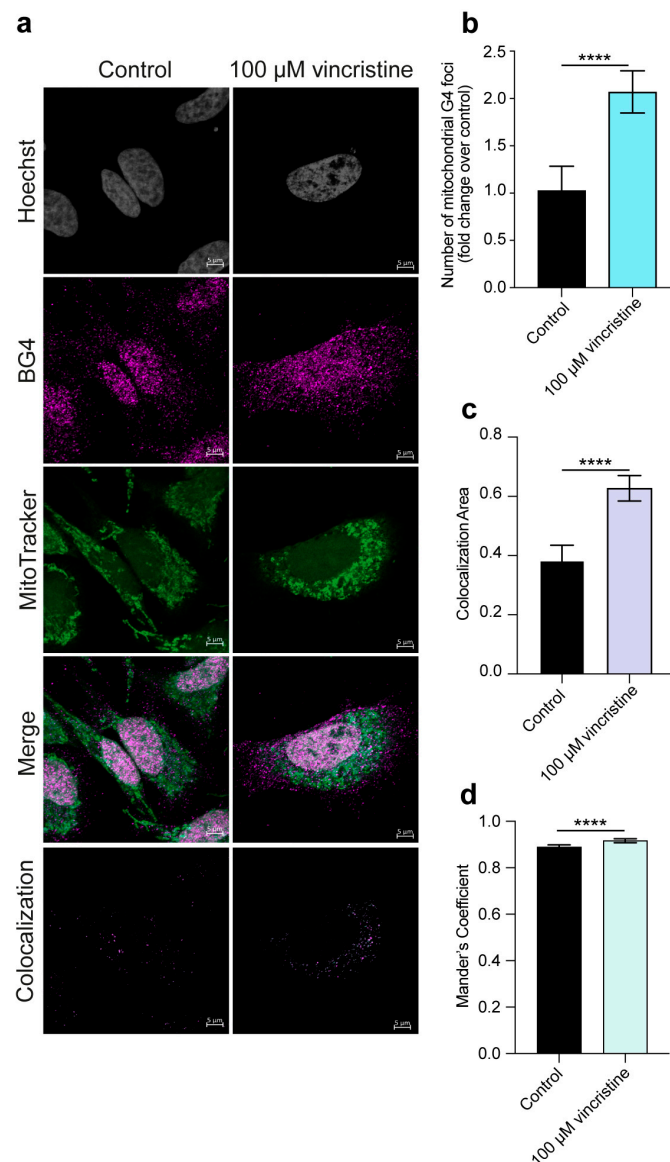 a
Control
100 µM vincristine
Hoechst
5 µm
5 µm
BG4
5 µm
5 µm
MitoTracker
5 µm
5 µm
Merge
5 µm
5 µm
Colocalization
5 µm
5 µm
b
Number of mitochondrial G4 foci
(fold change over control)
2.5
2.0
1.5
1.0
0.5
0.0
****
Control
100 µM vincristine
c
Colocalization Area
0.8
0.6
0.4
0.2
0.0
****
Control
100 µM vincristine
d
Mander's Coefficient
1.0
0.8
0.6
0.4
0.2
0.0
****
Control
100 µM vincristine